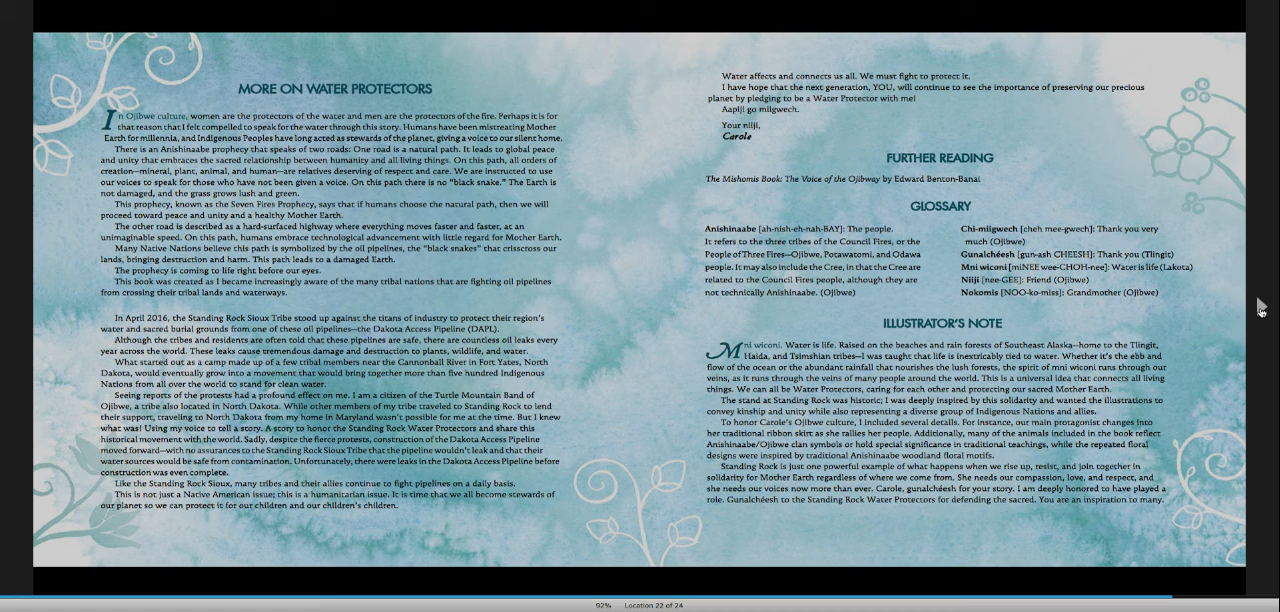 MORE ON WATER PROTECTORS
In Ojibwe culture, women are the protectors of the water and men are the protectors of the fire. Perhaps it is for
that reason that I felt compelled to speak for the water through this story. Humans have been mistreating Mother
Earth for millennia, and Indigenous Peoples have long acted as stewards of the planet, giving a voice to our silent home.
There is an Anishinaabe prophecy that speaks of two roads: One road is a natural path. It leads to global peace
and unity that embraces the sacred relationship between humanity and all living things. On this path, all orders of
creation—mineral, plant, animal, and human—are relatives deserving of respect and care. We are instructed to use
our voices to speak for those who have not been given a voice. On this path there is no “black snake.” The Earth is
not damaged, and the grass grows lush and green.
This prophecy, known as the Seven Fires Prophecy, says that if humans choose the natural path, then we will
proceed toward peace and unity and a healthy Mother Earth.
The other road is described as a hard-surfaced highway where everything moves faster and faster, at an
unimaginable speed. On this path, humans embrace technological advancement with little regard for Mother Earth.
Many Native Nations believe this path is symbolized by the oil pipelines, the “black snakes” that crisscross our
lands, bringing destruction and harm. This path leads to a damaged Earth.
The prophecy is coming to life right before our eyes.
This book was created as I became increasingly aware of the many tribal nations that are fighting oil pipelines
from crossing their tribal lands and waterways.
In April 2016, the Standing Rock Sioux Tribe stood up against the titans of industry to protect their region’s
water and sacred burial grounds from one of these oil pipelines—the Dakota Access Pipeline (DAPL).
Although the tribes and residents are often told that these pipelines are safe, there are countless oil leaks every
year across the world. These leaks cause tremendous damage and destruction to plants, wildlife, and water.
What started out as a camp made up of a few tribal members near the Cannonball River in Fort Yates, North
Dakota, would eventually grow into a movement that would bring together more than five hundred Indigenous
Nations from all over the world to stand for clean water.
Seeing reports of the protests had a profound effect on me. I am a citizen of the Turtle Mountain Band of
Ojibwe, a tribe also located in North Dakota. While other members of my tribe traveled to Standing Rock to lend
their support, traveling to North Dakota from my home in Maryland wasn’t possible for me at the time. But I knew
what was! Using my voice to tell a story. A story to honor the Standing Rock Water Protectors and share this
historical movement with the world. Sadly, despite the fierce protests, construction of the Dakota Access Pipeline
moved forward—with no assurances to the Standing Rock Sioux Tribe that the pipeline wouldn’t leak and that their
water sources would be safe from contamination. Unfortunately, there were leaks in the Dakota Access Pipeline before
construction was even complete.
Like the Standing Rock Sioux, many tribes and their allies continue to fight pipelines on a daily basis.
This is not just a Native American issue; this is a humanitarian issue. It is time that we all become stewards of
our planet so we can protect it for our children and our children’s children.
Water affects and connects us all. We must fight to protect it.
I have hope that the next generation, YOU, will continue to see the importance of preserving our precious
planet by pledging to be a Water Protector with me!
Aapiji go miigwech.
Your niiji,
Carole
FURTHER READING
The Mishomis Book: The Voice of the Ojibway by Edward Benton-Banai
GLOSSARY
Anishinaabe [ah-nish-eh-nah-BAY]: The people.
It refers to the three tribes of the Council Fires, or the
People of Three Fires—Ojibwe, Potawatomi, and Odawa
people. It may also include the Cree, in that the Cree are
related to the Council Fires people, although they are
not technically Anishinaabe. (Ojibwe)
Chi-miigwech [cheh mee-gwech]: Thank you very
much (Ojibwe)
Gunalchéesh [gun-ash CHEESH]: Thank you (Tlingit)
Mni wiconi [miNEE wee-CHOH-nee]: Water is life (Lakota)
Niiji [nee-GEE]: Friend (Ojibwe)
Nokomis [NOO-ko-miss]: Grandmother (Ojibwe)
ILLUSTRATOR’S NOTE
Mni wiconi. Water is life. Raised on the beaches and rain forests of Southeast Alaska—home to the Tlingit,
Haida, and Tsimshian tribes—I was taught that life is inextricably tied to water. Whether it’s the ebb and
flow of the ocean or the abundant rainfall that nourishes the lush forests, the spirit of mni wiconi runs through our
veins, as it runs through the veins of many people around the world. This is a universal idea that connects all living
things. We can all be Water Protectors, caring for each other and protecting our sacred Mother Earth.
The stand at Standing Rock was historic; I was deeply inspired by this solidarity and wanted the illustrations to
convey kinship and unity while also representing a diverse group of Indigenous Nations and allies.
To honor Carole’s Ojibwe culture, I included several details. For instance, our main protagonist changes into
her traditional ribbon skirt as she rallies her people. Additionally, many of the animals included in the book reflect
Anishinaabe/Ojibwe clan symbols or hold special significance in traditional teachings, while the repeated floral
designs were inspired by traditional Anishinaabe woodland floral motifs.
Standing Rock is just one powerful example of what happens when we rise up, resist, and join together in
solidarity for Mother Earth regardless of where we come from. She needs our compassion, love, and respect, and
she needs our voices now more than ever. Carole, gunalchéesh for your story. I am deeply honored to have played a
role. Gunalchéesh to the Standing Rock Water Protectors for defending the sacred. You are an inspiration to many.
92% Location 22 of 24